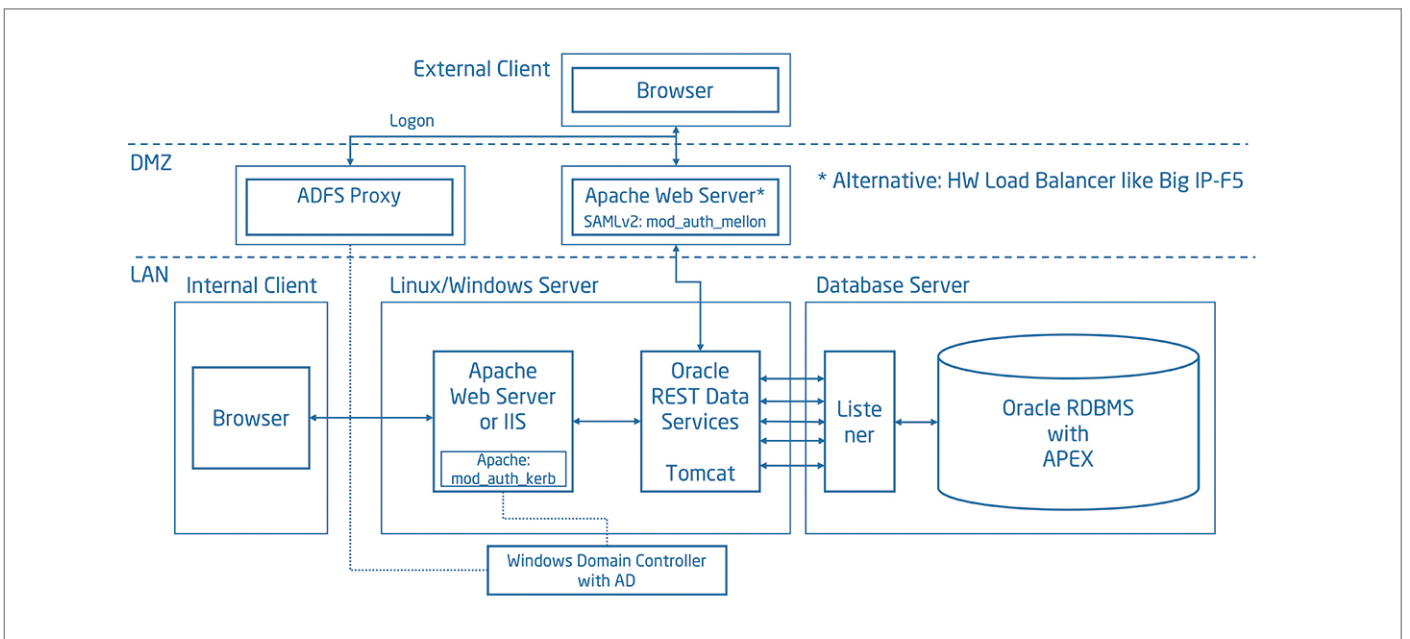 External Client
Browser
Logon
DMZ
ADFS Proxy
Apache Web Server*
SAMLv2: mod_auth_mellon
* Alternative: HW Load Balancer like Big IP-F5
LAN
Internal Client
Linux/Windows Server
Database Server
Browser
Apache
Web Server
or IIS
Apache:
mod_auth_kerb
Oracle
REST Data
Services
Tomcat
Liste
ner
Oracle RDBMS
with
APEX
Windows Domain Controller
with AD